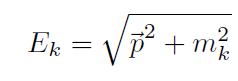 $E_k = \sqrt{\vec{p}^2 + m_k^2}$